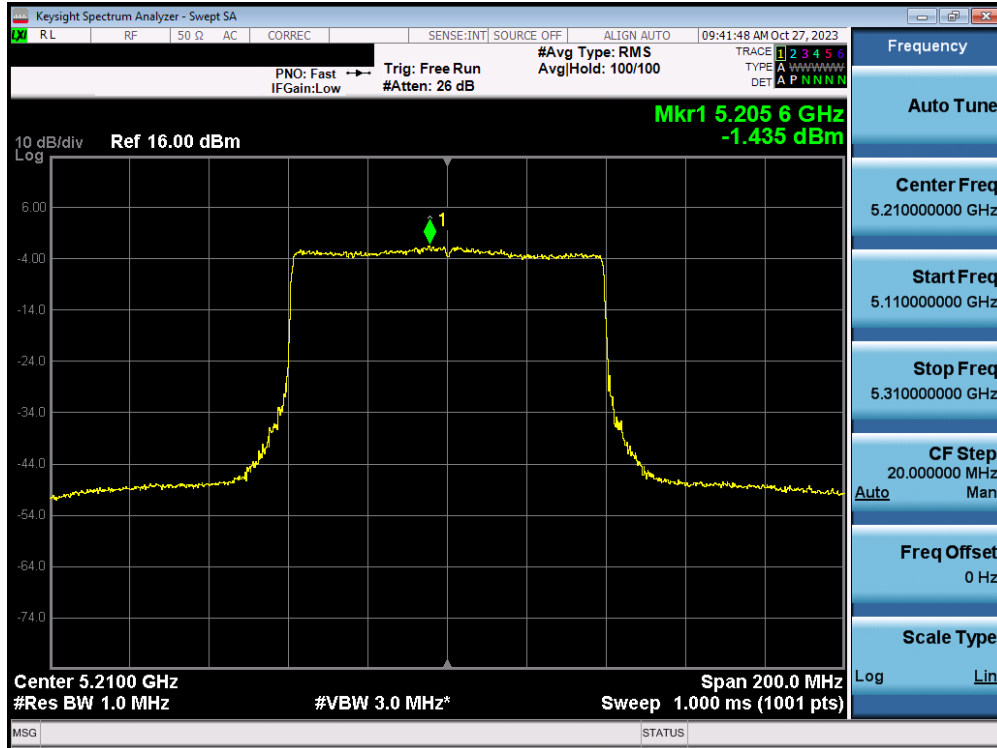 Keysight Spectrum Analyzer - Swept SA
LXI RL RF 50 Ω AC CORREC SENSE:INT SOURCE OFF ALIGN AUTO 09:41:48 AM Oct 27, 2023
PNO: Fast
IFGain:Low
Trig: Free Run
#Atten: 26 dB
#Avg Type: RMS
Avg|Hold: 100/100
TRACE 1 2 3 4 5 6
TYPE A WWWWW
DET A P N N N N
Mkr1 5.205 6 GHz
-1.435 dBm
10 dB/div Ref 16.00 dBm
Log
1
6.00
-4.00
-14.0
-24.0
-34.0
-44.0
-54.0
-64.0
-74.0
Center 5.2100 GHz Span 200.0 MHz
#Res BW 1.0 MHz #VBW 3.0 MHz* Sweep 1.000 ms (1001 pts)
MSG STATUS
Frequency
Auto Tune
Center Freq
5.210000000 GHz
Start Freq
5.110000000 GHz
Stop Freq
5.310000000 GHz
CF Step
20.000000 MHz
Auto Man
Freq Offset
0 Hz
Scale Type
Log Lin